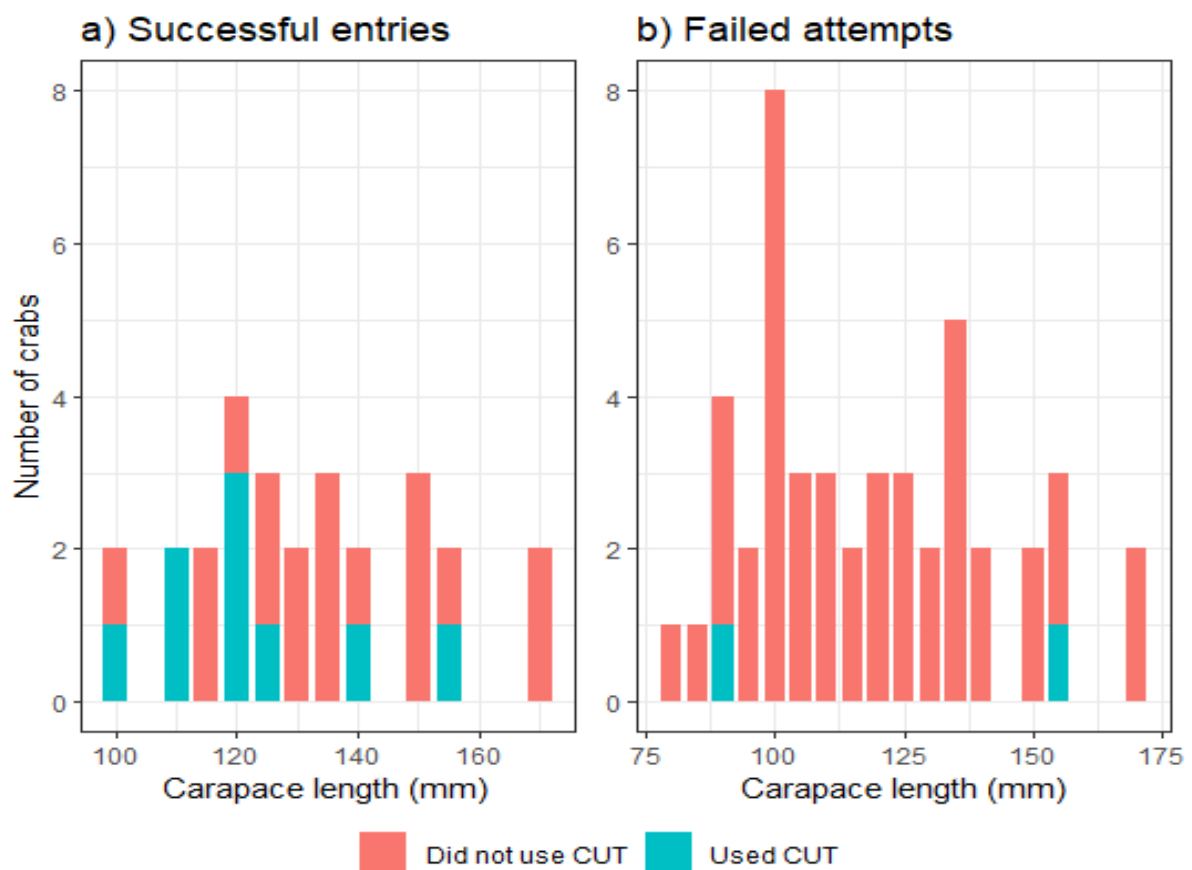 a) Successful entries
b) Failed attempts
Number of crabs
8
6
4
2
0
100 120 140 160
Carapace length (mm)
8
6
4
2
0
75 100 125 150 175
Carapace length (mm)
Did not use CUT
Used CUT